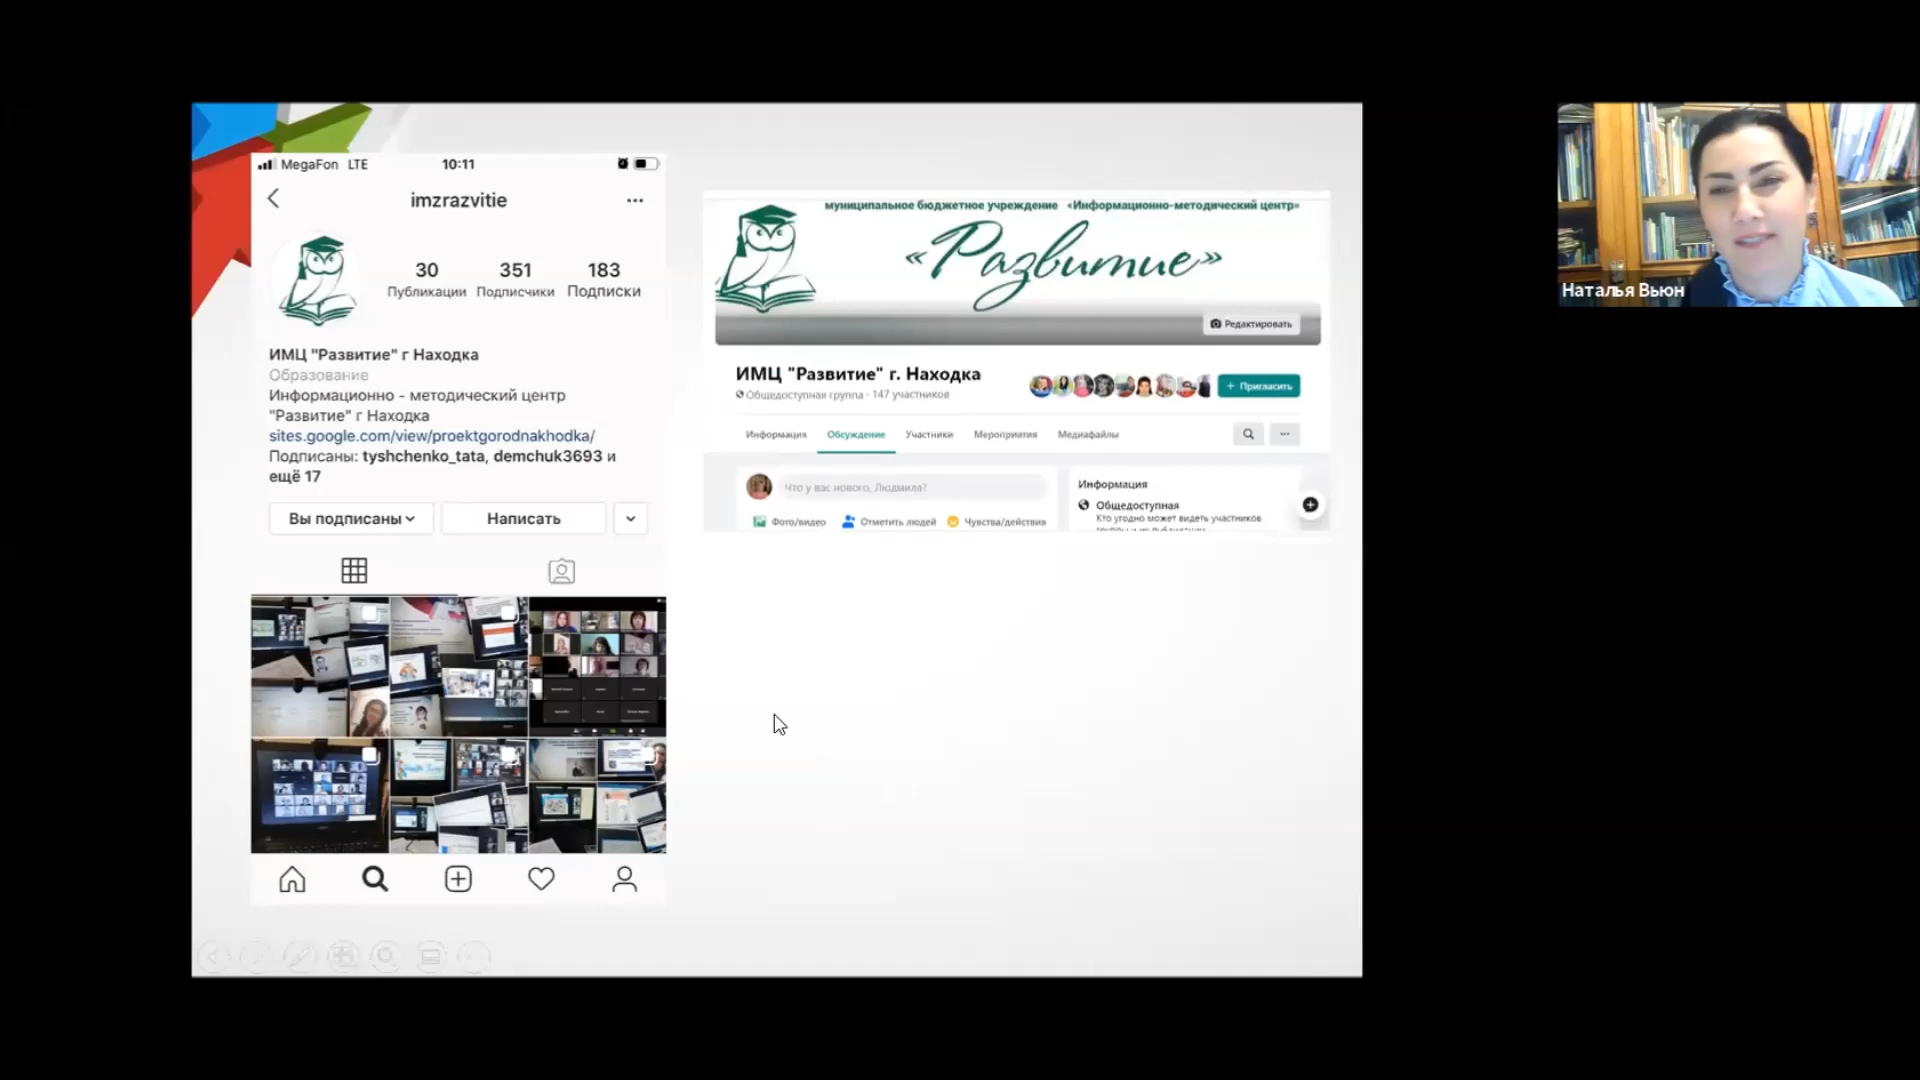 MegaFon LTE 10:11
imzrazvitie
30 351 183
Публикации Подписчики Подписки
ИМЦ "Развитие" г Находка
Образование
Информационно - методический центр
"Развитие" г Находка
sites.google.com/view/proektgorodnakhodka/
Подписаны: tyshchenko_tata, demchuk3693 и
ещё 17
Вы подписаны
Написать
муниципальное бюджетное учреждение «Информационно-методический центр»
«Развитие»
Редактировать
ИМЦ "Развитие" г. Находка
Общедоступная группа · 147 участников
+ Пригласить
Информация Обсуждение Участники Мероприятия Медиафайлы
Что у вас нового, Людмила?
Фото/видео Отметить людей Чувства/действия
Информация
Общедоступная
Кто угодно может видеть участников
Наталья Вьюн